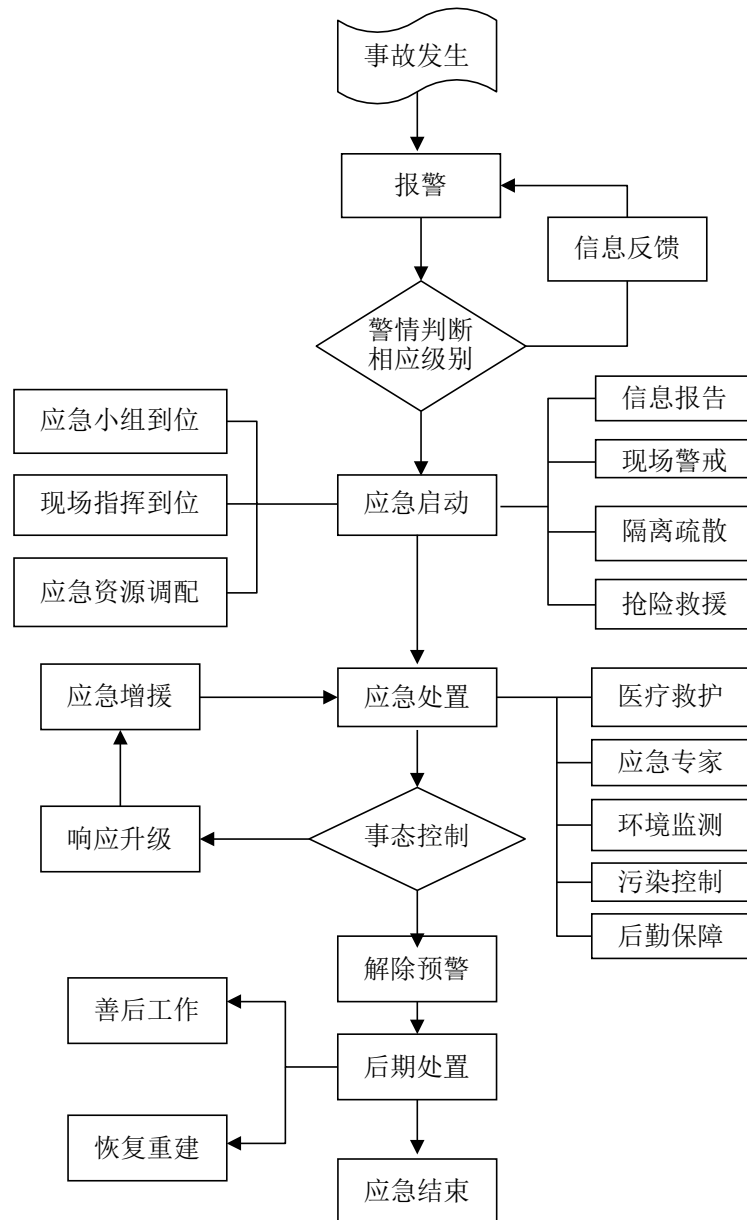 事故发生
报警
信息反馈
警情判断
相应级别
应急小组到位
信息报告
现场警戒
现场指挥到位
应急启动
隔离疏散
应急资源调配
抢险救援
应急增援
应急处置
医疗救护
应急专家
响应升级
事态控制
环境监测
污染控制
后勤保障
解除预警
善后工作
后期处置
恢复重建
应急结束